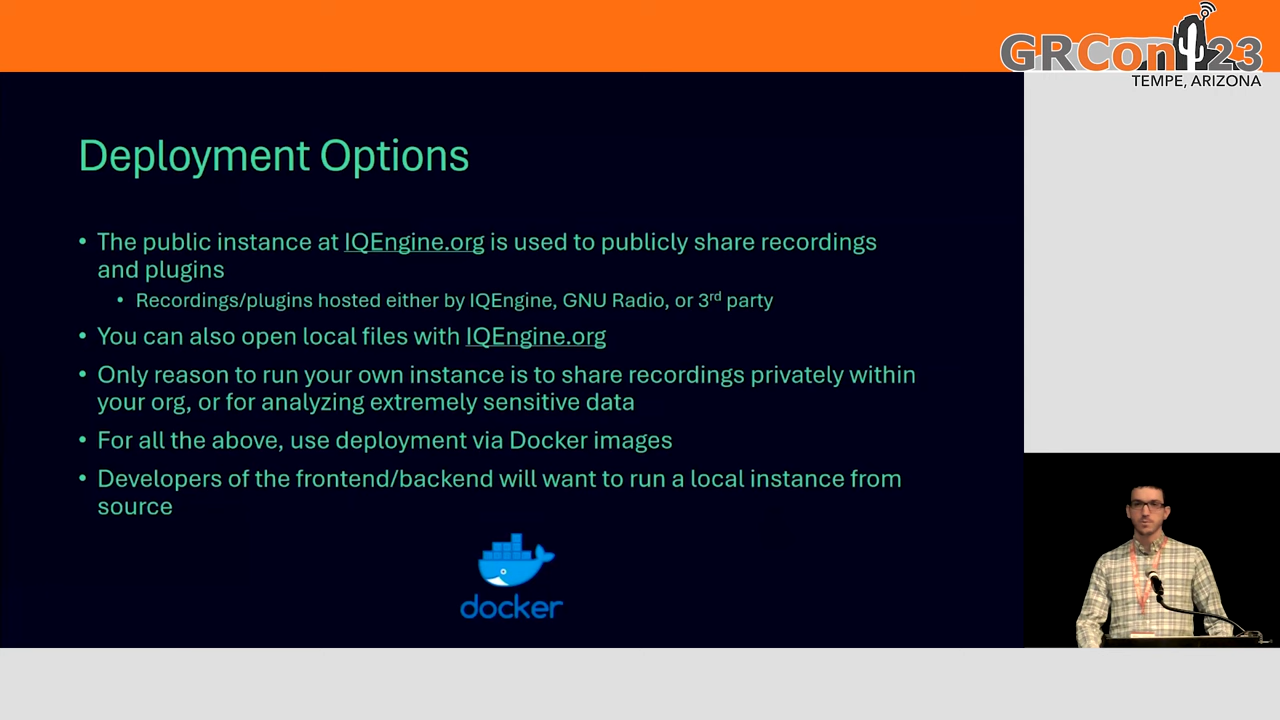 GRCon 23
TEMPE, ARIZONA
Deployment Options
• The public instance at IQEngine.org is used to publicly share recordings
and plugins
• Recordings/plugins hosted either by IQEngine, GNU Radio, or 3rd party
• You can also open local files with IQEngine.org
• Only reason to run your own instance is to share recordings privately within
your org, or for analyzing extremely sensitive data
• For all the above, use deployment via Docker images
• Developers of the frontend/backend will want to run a local instance from
source
docker